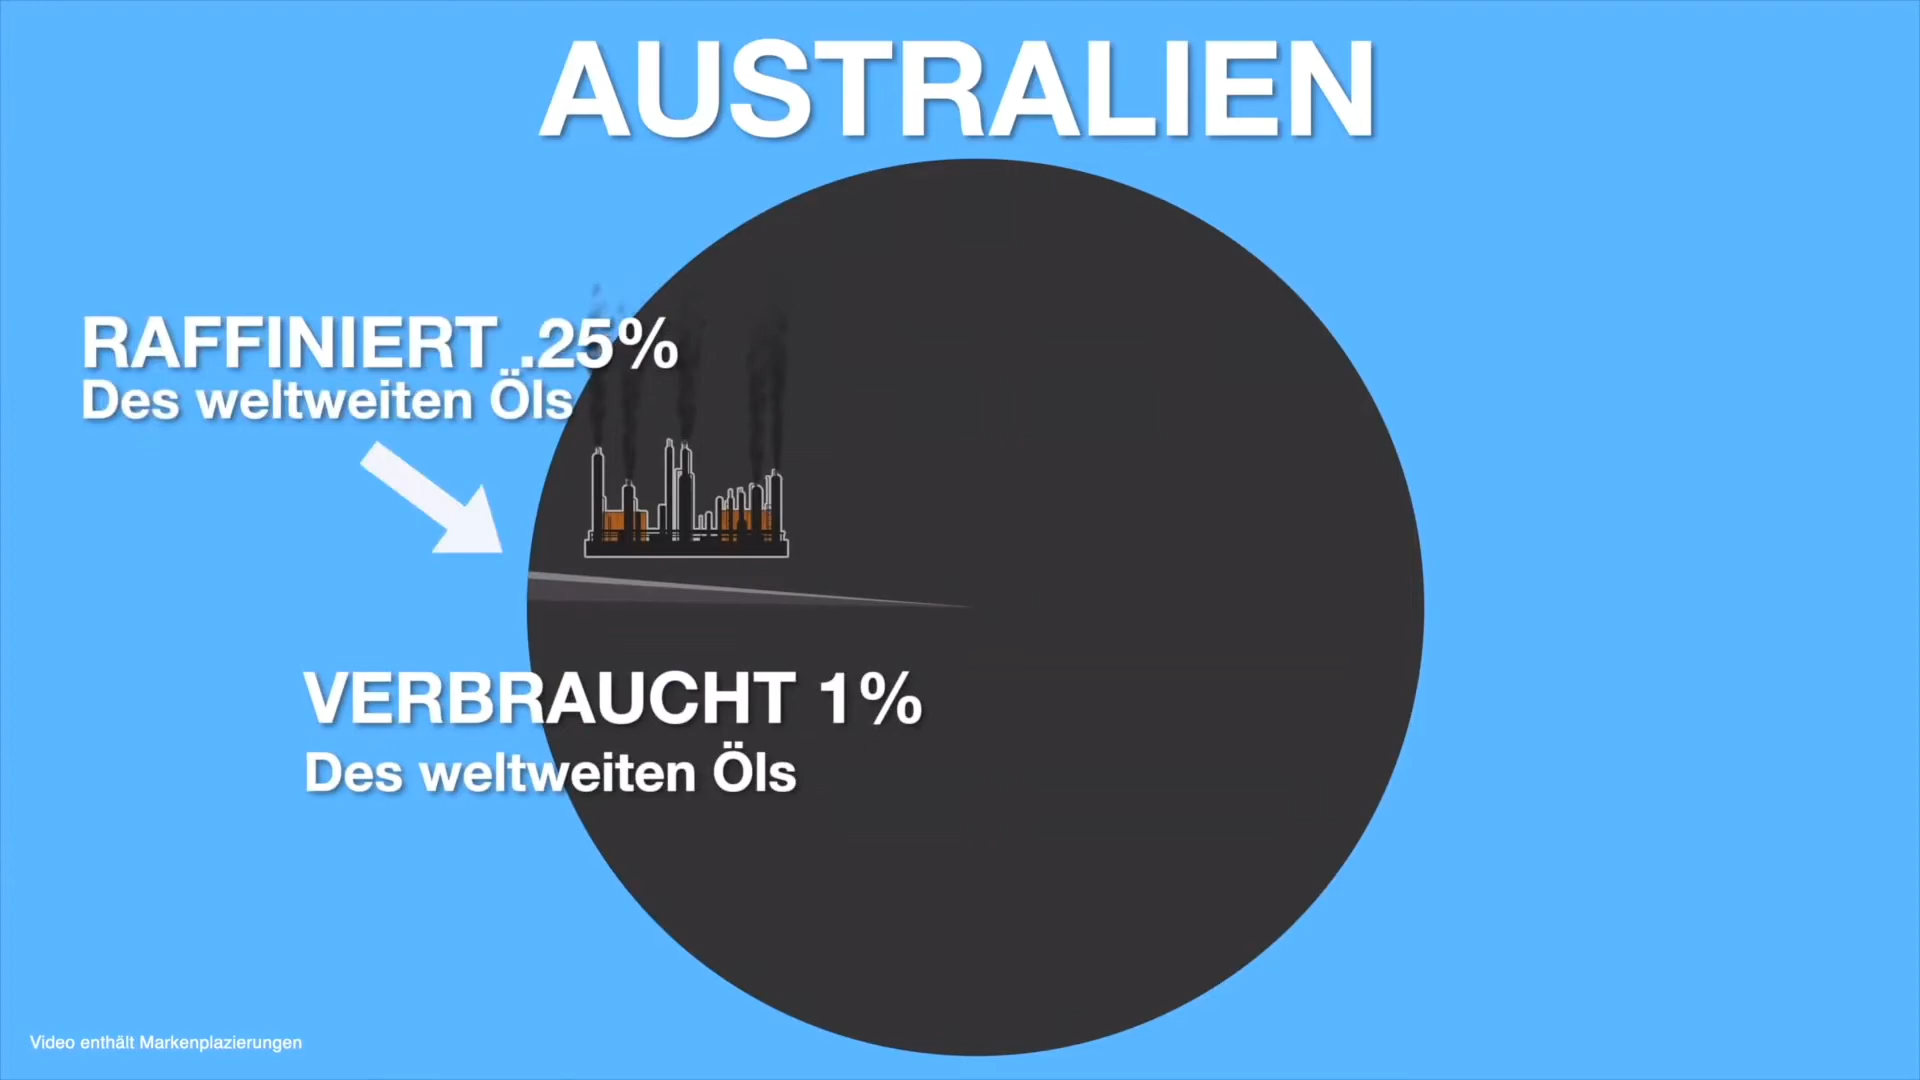 AUSTRALIEN
RAFFINIERT .25%
Des weltweiten Öls
VERBRAUCHT 1%
Des weltweiten Öls
Video enthält Markenplazierungen